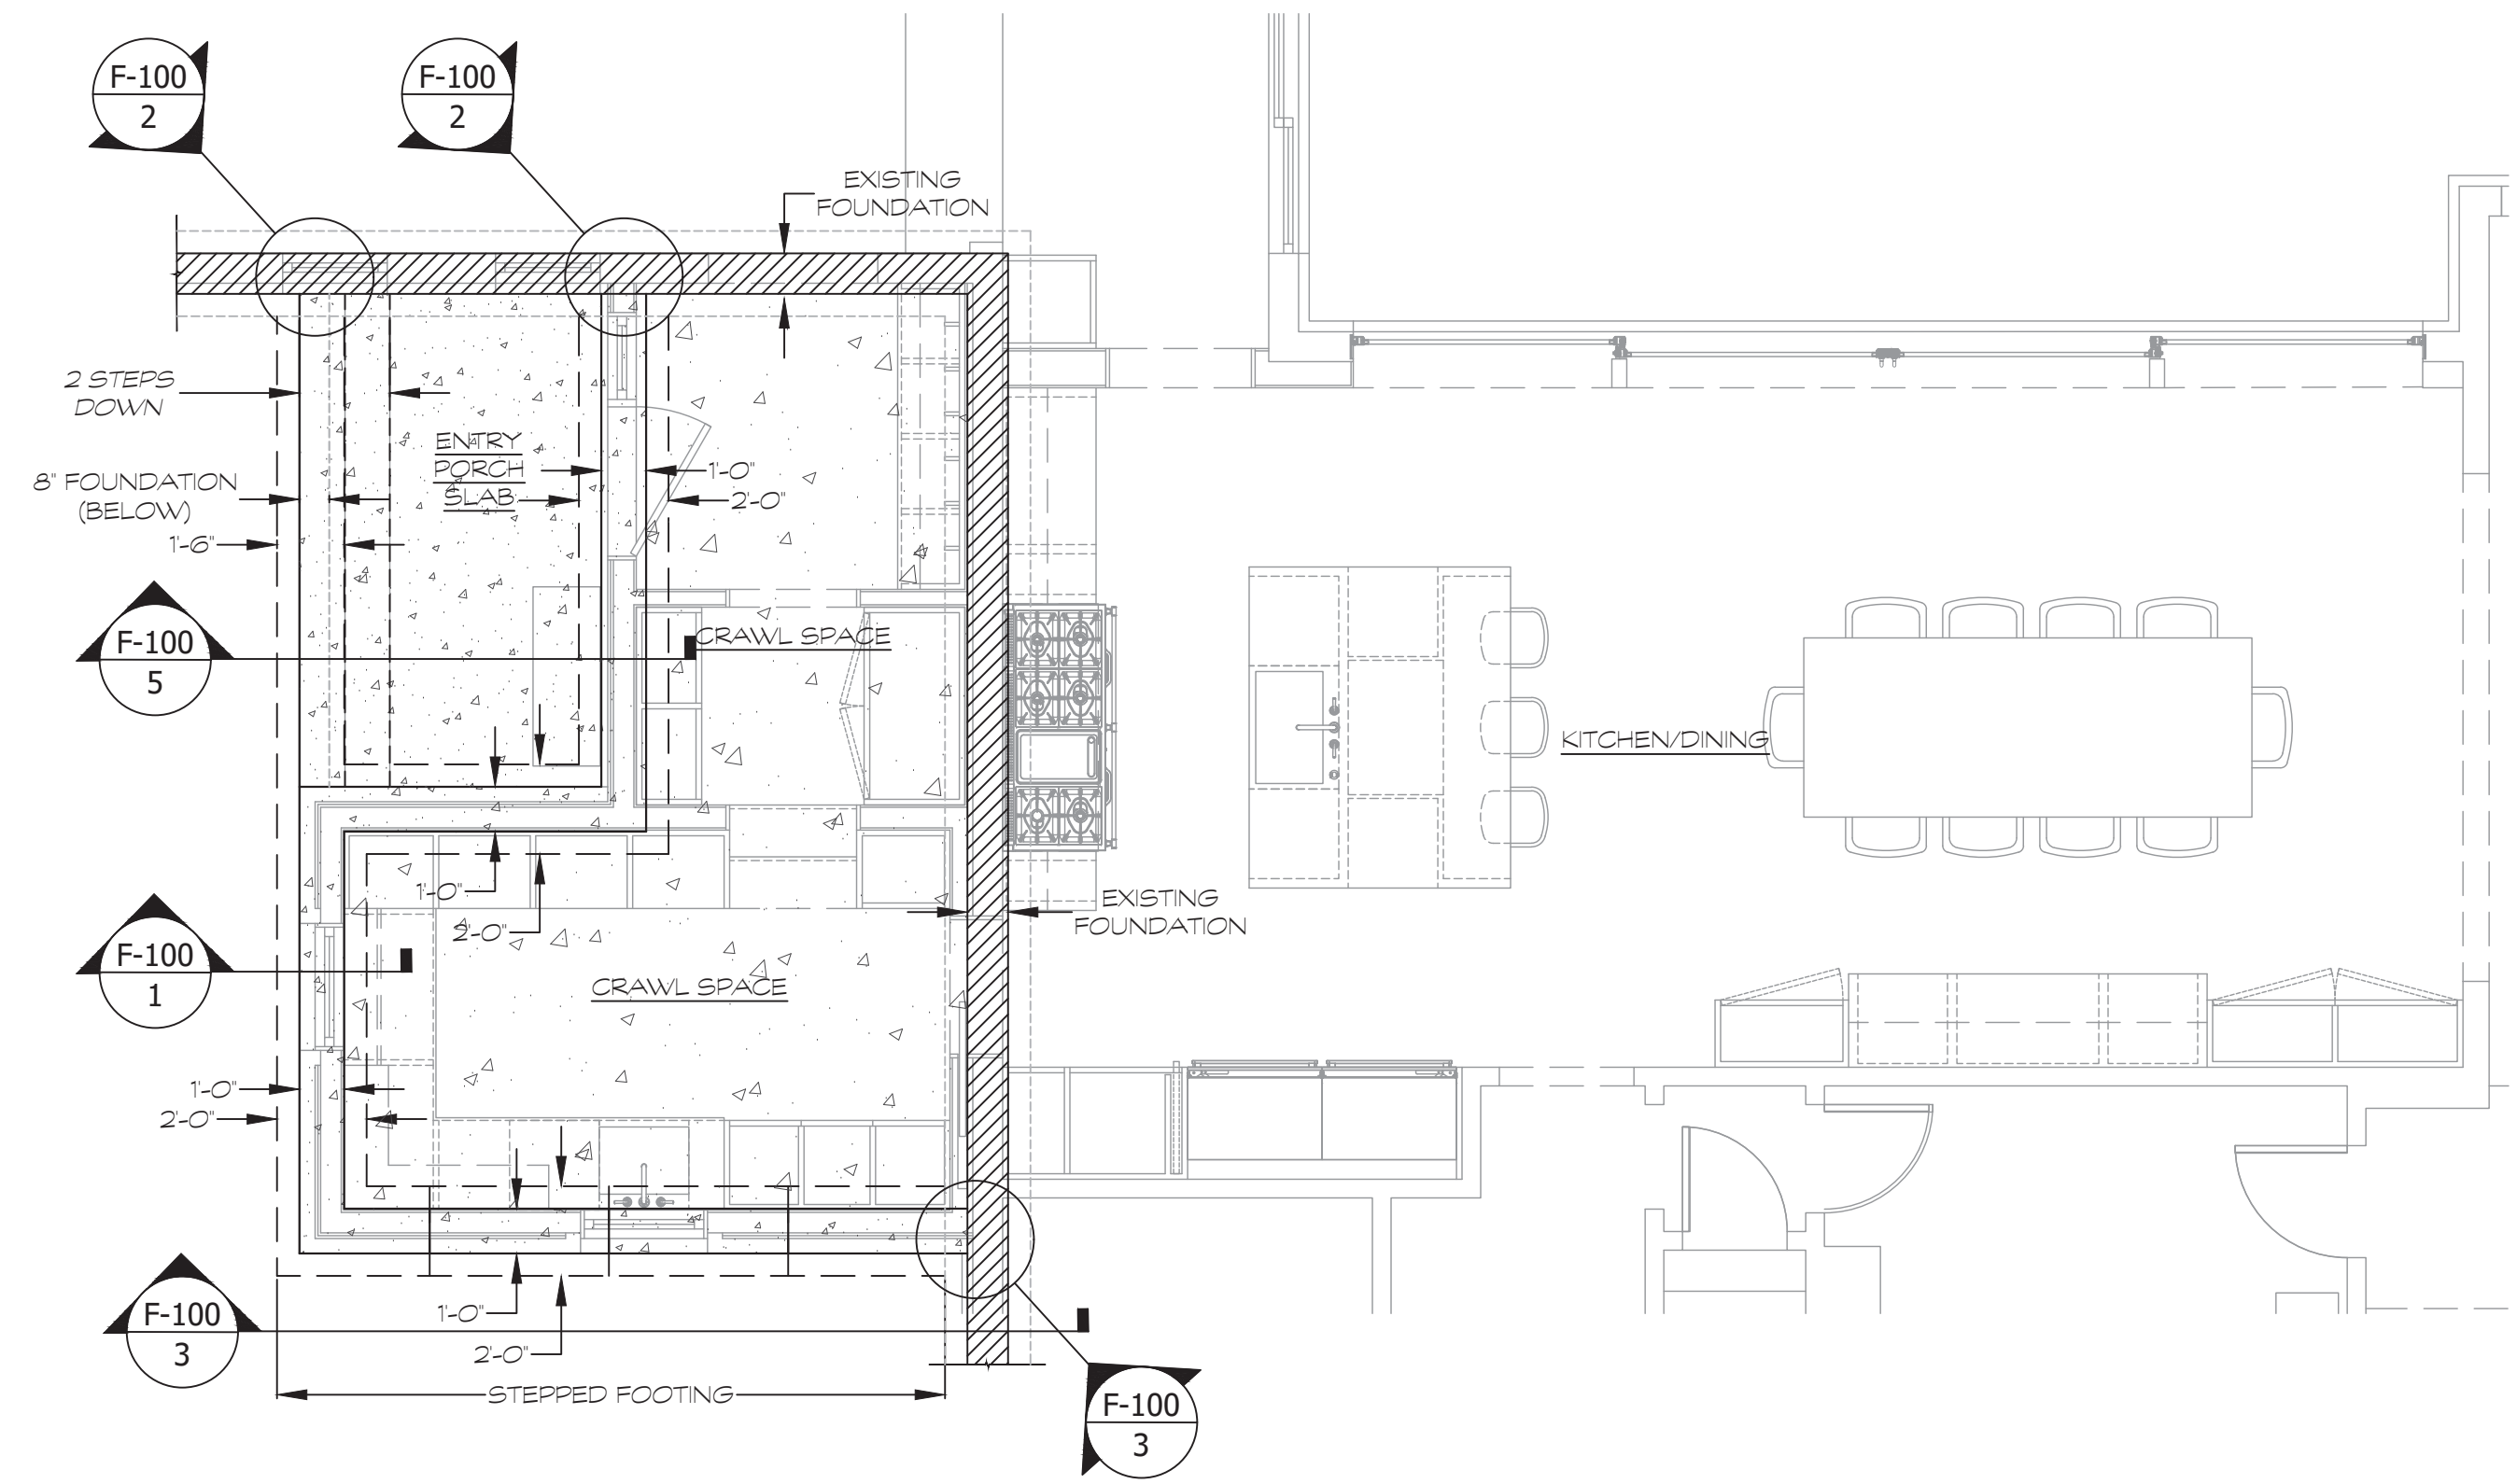 F-100
2
F-100
2
EXISTING
FOUNDATION
2 STEPS
DOWN
ENTRY
PORCH
SLAB
1'-0"
2'-0"
8" FOUNDATION
(BELOW)
1'-6"
F-100
5
CRAWL SPACE
KITCHEN/DINING
1'-0"
2'-0"
EXISTING
FOUNDATION
F-100
1
CRAWL SPACE
1'-0"
2'-0"
F-100
3
1'-0"
2'-0"
STEPPED FOOTING
F-100
3